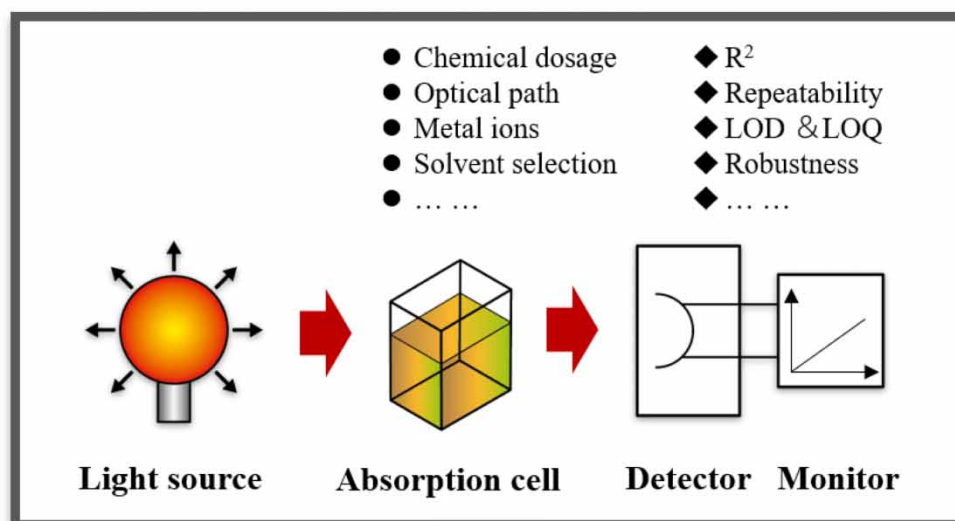 ● Chemical dosage
● Optical path
● Metal ions
● Solvent selection
● … …
◆ R²
◆ Repeatability
◆ LOD ＆LOQ
◆ Robustness
◆ … …
Light source
Absorption cell
Detector
Monitor